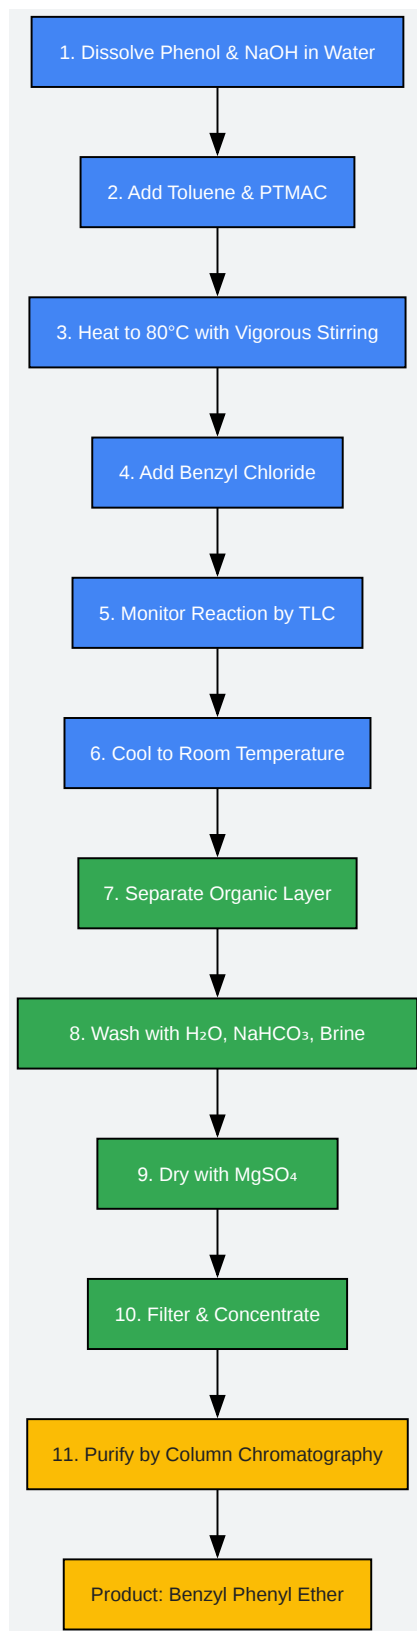 1. Dissolve Phenol & NaOH in Water
2. Add Toluene & PTMAC
3. Heat to 80°C with Vigorous Stirring
4. Add Benzyl Chloride
5. Monitor Reaction by TLC
6. Cool to Room Temperature
7. Separate Organic Layer
8. Wash with H₂O, NaHCO₃, Brine
9. Dry with MgSO₄
10. Filter & Concentrate
11. Purify by Column Chromatography
Product: Benzyl Phenyl Ether